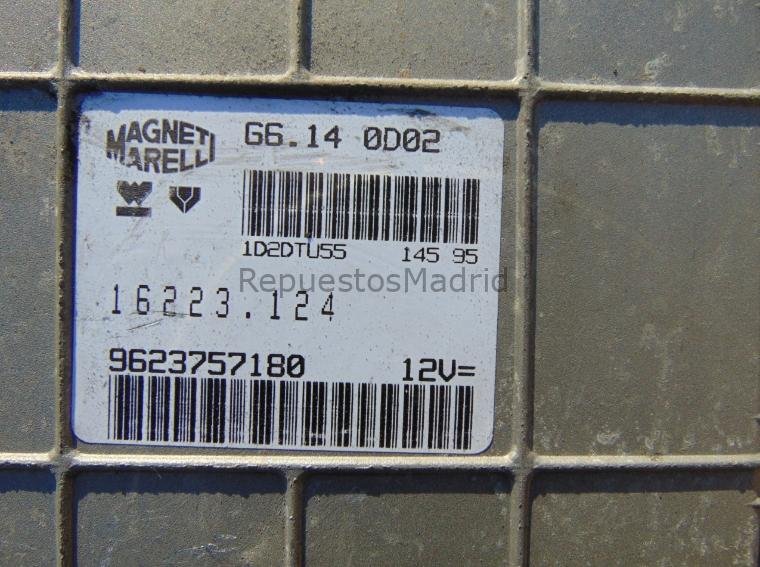 MAGNETI MARELLI
G6.14 0D02
1D2DTU55 145 95
RepuestosMadrid
16223.124
9623757180 12V=